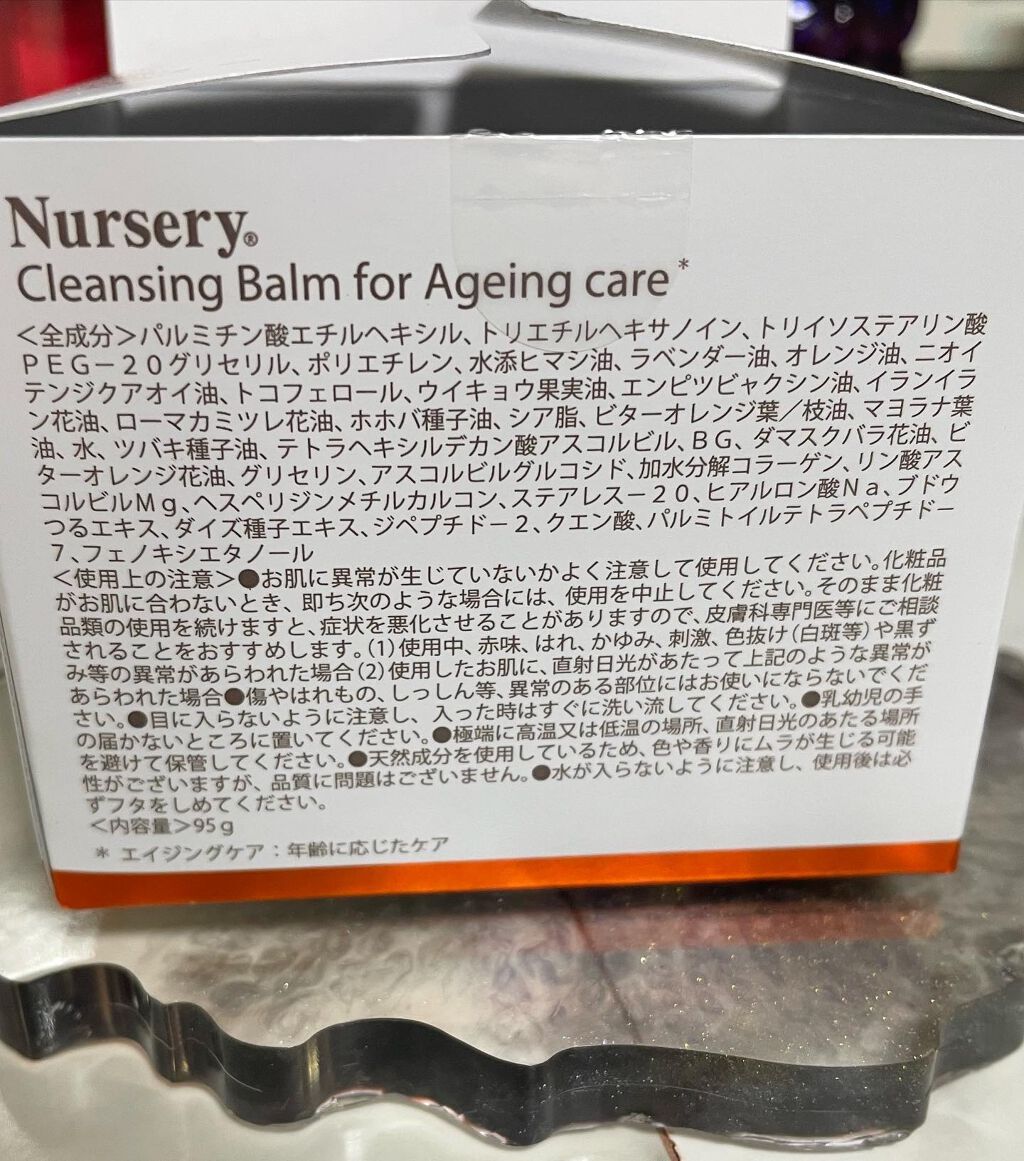 Nursery®
Cleansing Balm for Ageing care*
＜全成分＞パルミチン酸エチルヘキシル、トリエチルヘキサノイン、トリイソステアリン酸
ＰＥＧ－２０グリセリル、ポリエチレン、水添ヒマシ油、ラベンダー油、オレンジ油、ニオイ
テンジクアオイ油、トコフェロール、ウイキョウ果実油、エンピツビャクシン油、イランイラ
ン花油、ローマカミツレ花油、ホホバ種子油、シア脂、ビターオレンジ葉／枝油、マヨラナ葉
油、水、ツバキ種子油、テトラヘキシルデカン酸アスコルビル、ＢＧ、ダマスクバラ花油、ビ
ターオレンジ花油、グリセリン、アスコルビルグルコシド、加水分解コラーゲン、リン酸アス
コルビルＭｇ、ヘスペリジンメチルカルコン、ステアレス－２０、ヒアルロン酸Ｎａ、ブドウ
つるエキス、ダイズ種子エキス、ジペプチド－２、クエン酸、パルミトイルテトラペプチド－
７、フェノキシエタノール
＜使用上の注意＞●お肌に異常が生じていないかよく注意して使用してください。化粧品
がお肌に合わないとき、即ち次のような場合には、使用を中止してください。そのまま化粧
品類の使用を続けますと、症状を悪化させることがありますので、皮膚科専門医等にご相談
されることをおすすめします。（1）使用中、赤味、はれ、かゆみ、刺激、色抜け（白斑等）や黒ず
み等の異常があらわれた場合（2）使用したお肌に、直射日光があたって上記のような異常が
あらわれた場合●傷やはれもの、しっしん等、異常のある部位にはお使いにならないでくだ
さい。●目に入らないように注意し、入った時はすぐに洗い流してください。●乳幼児の手
の届かないところに置いてください。●極端に高温又は低温の場所、直射日光のあたる場所
を避けて保管してください。●天然成分を使用しているため、色や香りにムラが生じる可能
性がございますが、品質に問題はございません。●水が入らないように注意し、使用後は必
ずフタをしめてください。
＜内容量＞95ｇ
＊ エイジングケア：年齢に応じたケア